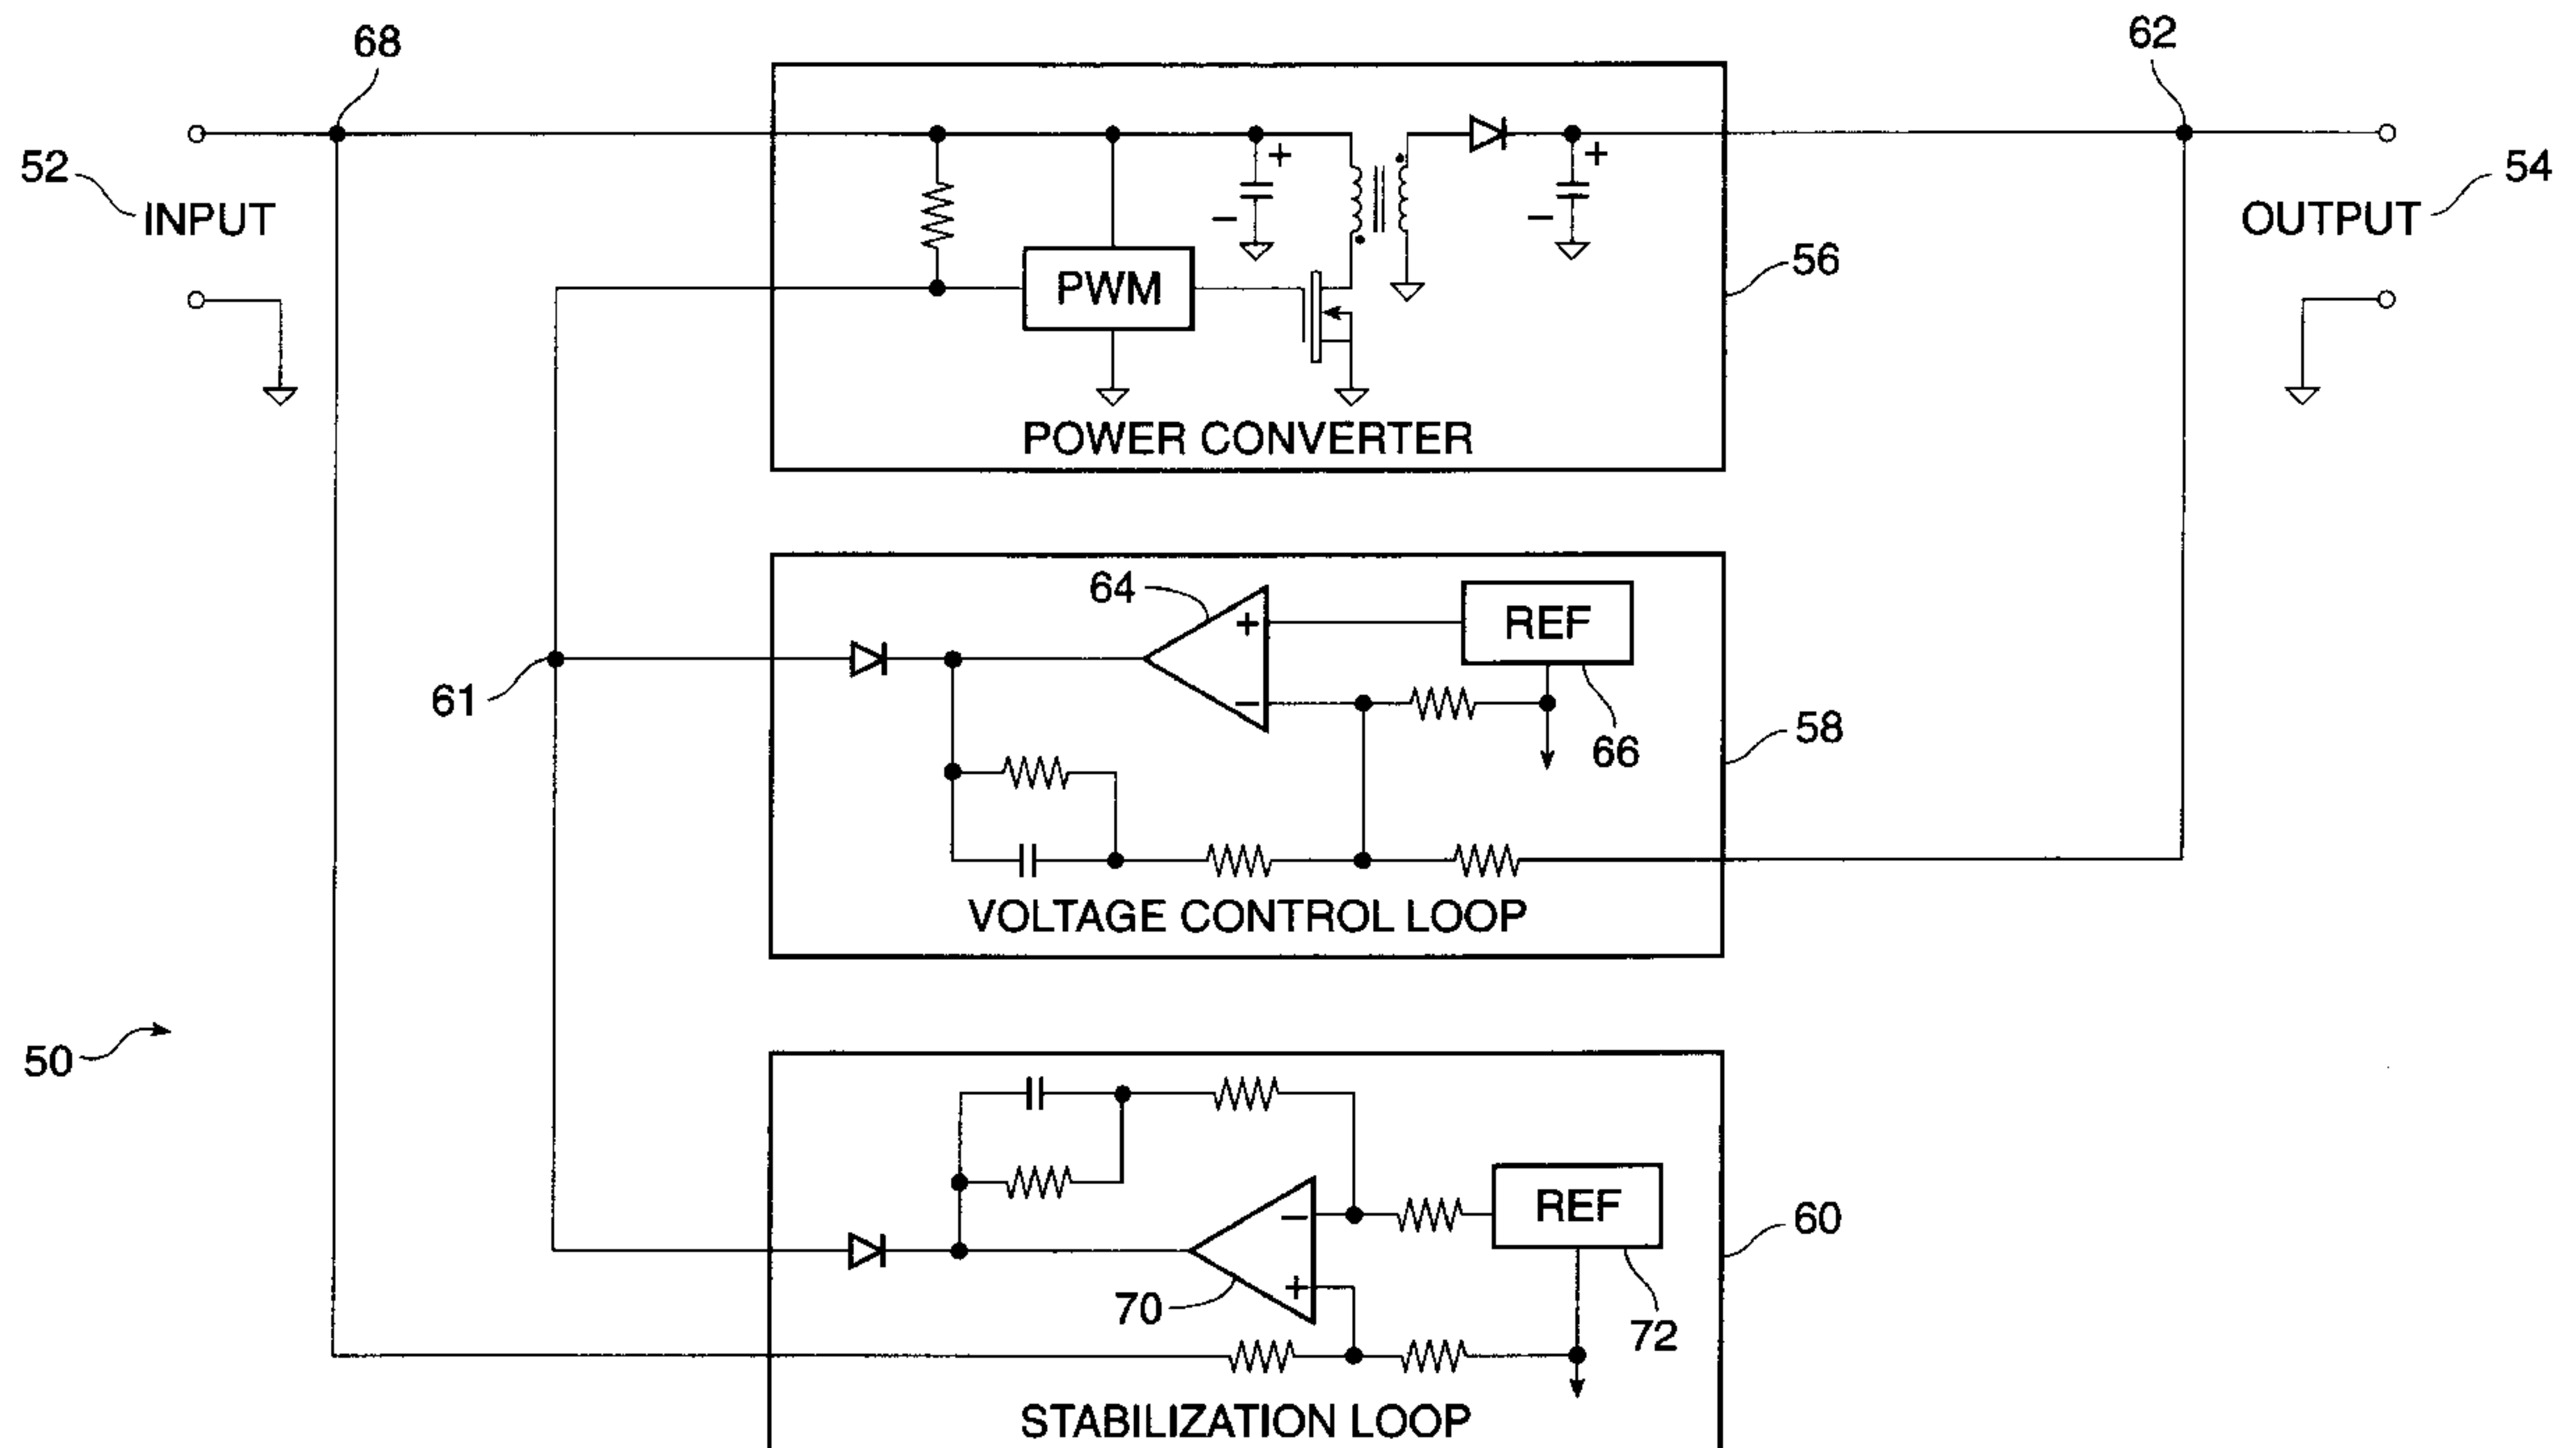 68
62
52
INPUT
+
−
+
−
54
OUTPUT
56
PWM
POWER CONVERTER
64
+
−
REF
61
66
58
VOLTAGE CONTROL LOOP
50
−
+
REF
60
70
72
STABILIZATION LOOP